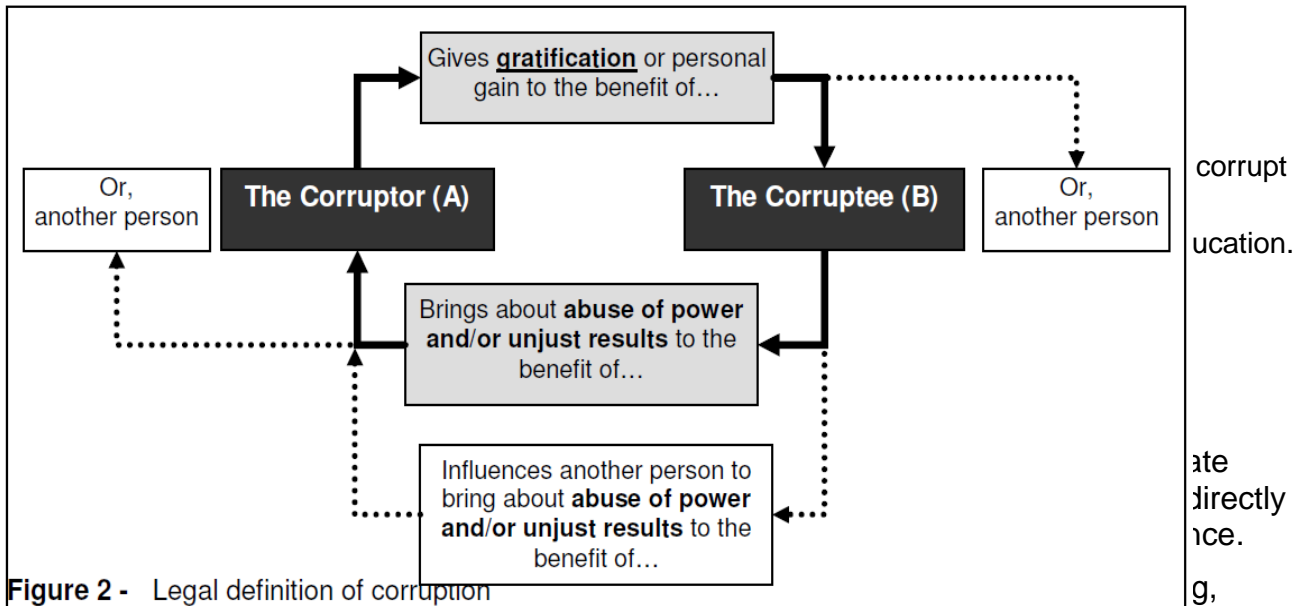 Gives gratification or personal
gain to the benefit of…
Or,
another person
The Corruptor (A)
The Corruptee (B)
Or,
another person
corrupt
ucation.
Brings about abuse of power
and/or unjust results to the
benefit of…
Influences another person to
bring about abuse of power
and/or unjust results to the
benefit of…
ate
directly
nce.
g,
Figure 2 - Legal definition of corruption